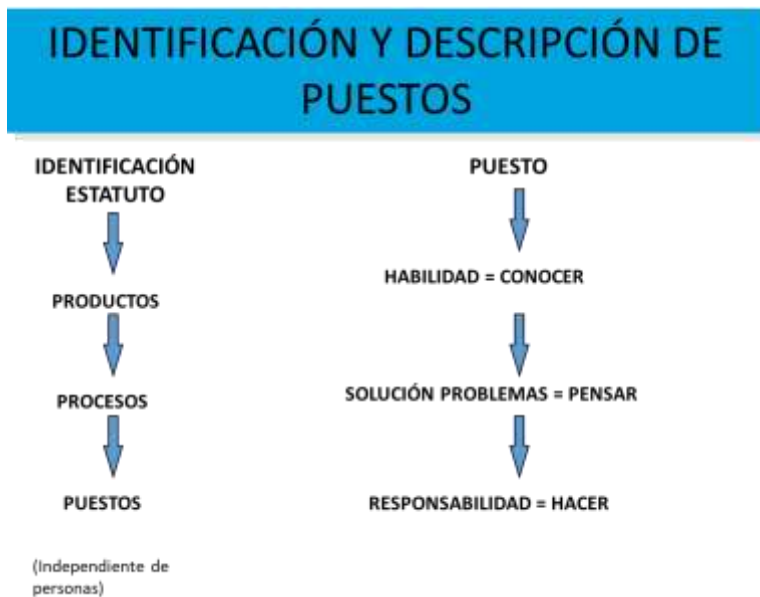 IDENTIFICACIÓN Y DESCRIPCIÓN DE
PUESTOS
IDENTIFICACIÓN
ESTATUTO
PRODUCTOS
PROCESOS
PUESTOS
(Independiente de
personas)
PUESTO
HABILIDAD = CONOCER
SOLUCIÓN PROBLEMAS = PENSAR
RESPONSABILIDAD = HACER